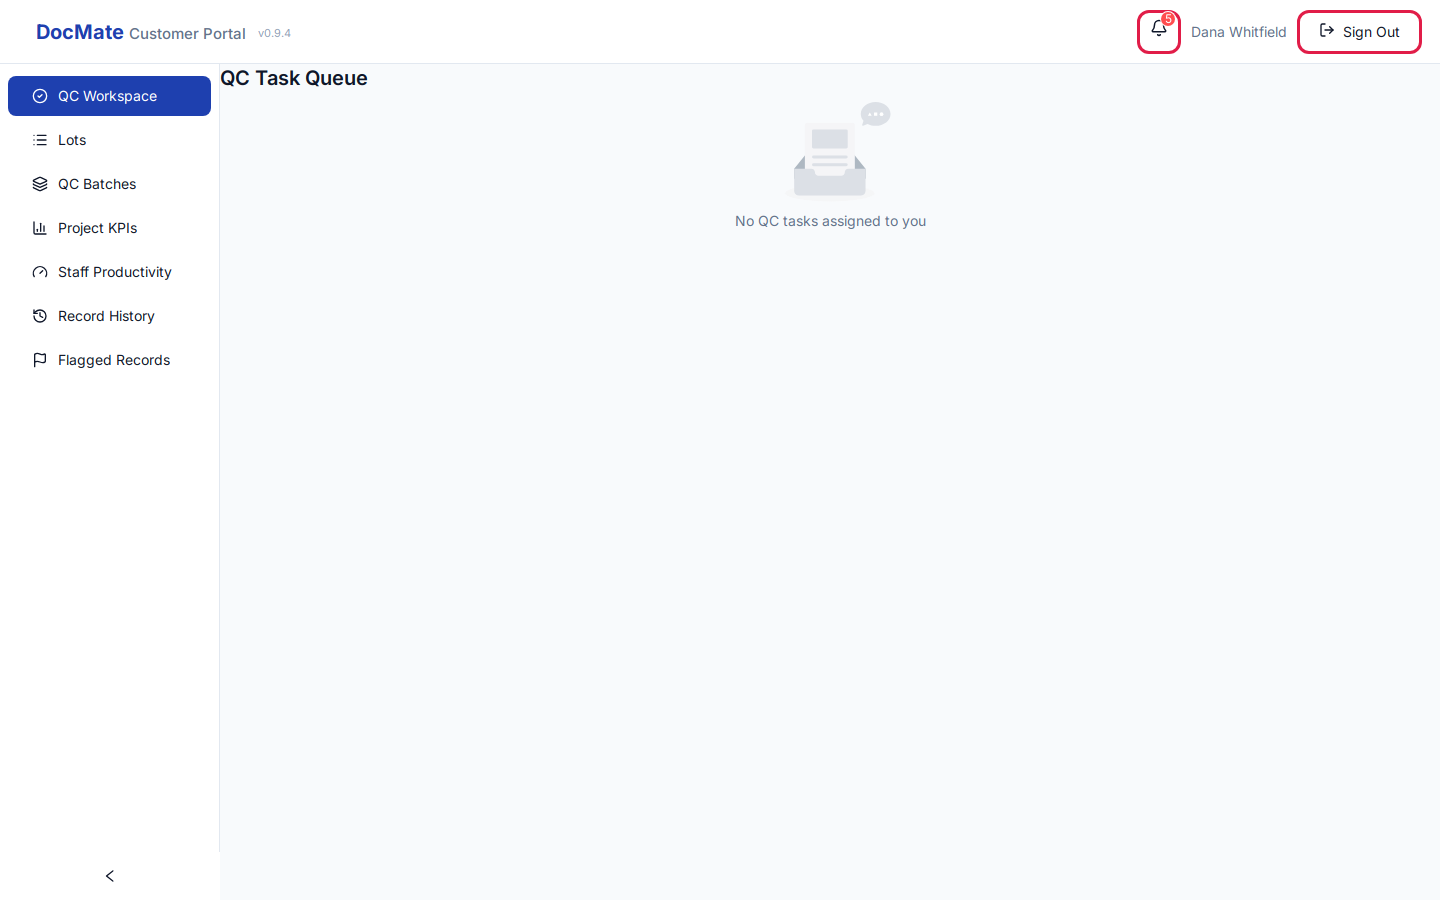 DocMate Customer Portal v0.9.4
5
Dana Whitfield
Sign Out
QC Workspace
Lots
QC Batches
Project KPIs
Staff Productivity
Record History
Flagged Records
QC Task Queue
No QC tasks assigned to you